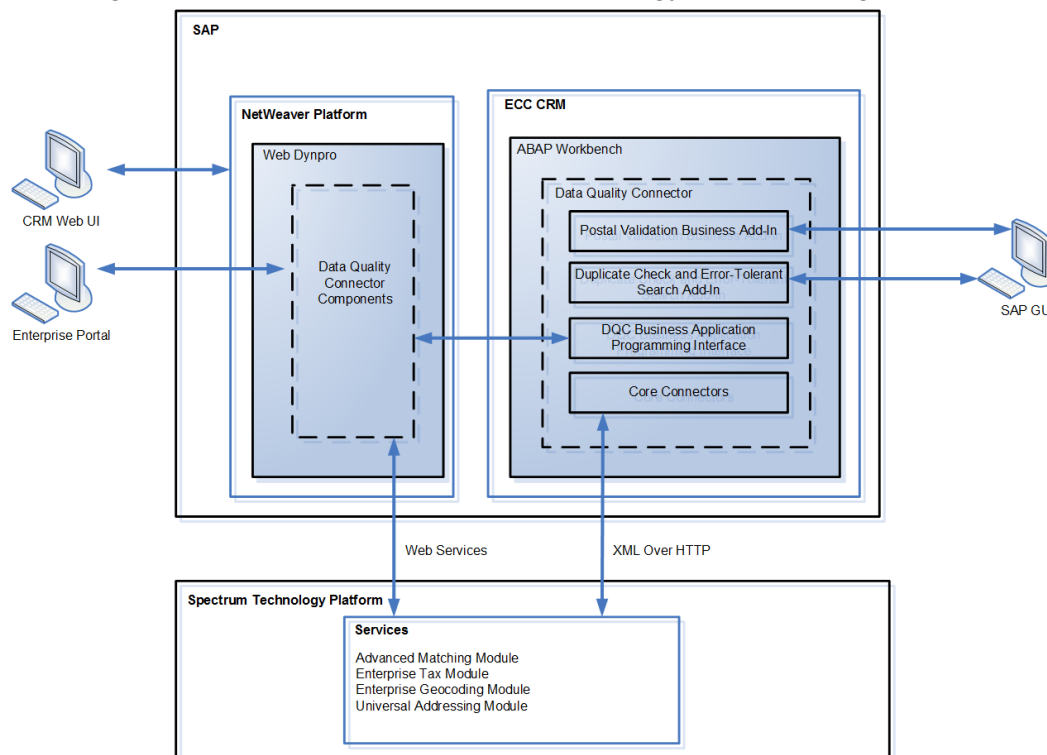 SAP
NetWeaver Platform
ECC CRM
Web Dynpro
ABAP Workbench
Data Quality Connector
Postal Validation Business Add-In
Duplicate Check and Error-Tolerant
Search Add-In
DQC Business Application
Programming Interface
Core Connectors
Data Quality
Connector
Components
CRM Web UI
Enterprise Portal
SAP GU
Web Services
XML Over HTTP
Spectrum Technology Platform
Services
Advanced Matching Module
Enterprise Tax Module
Enterprise Geocoding Module
Universal Addressing Module